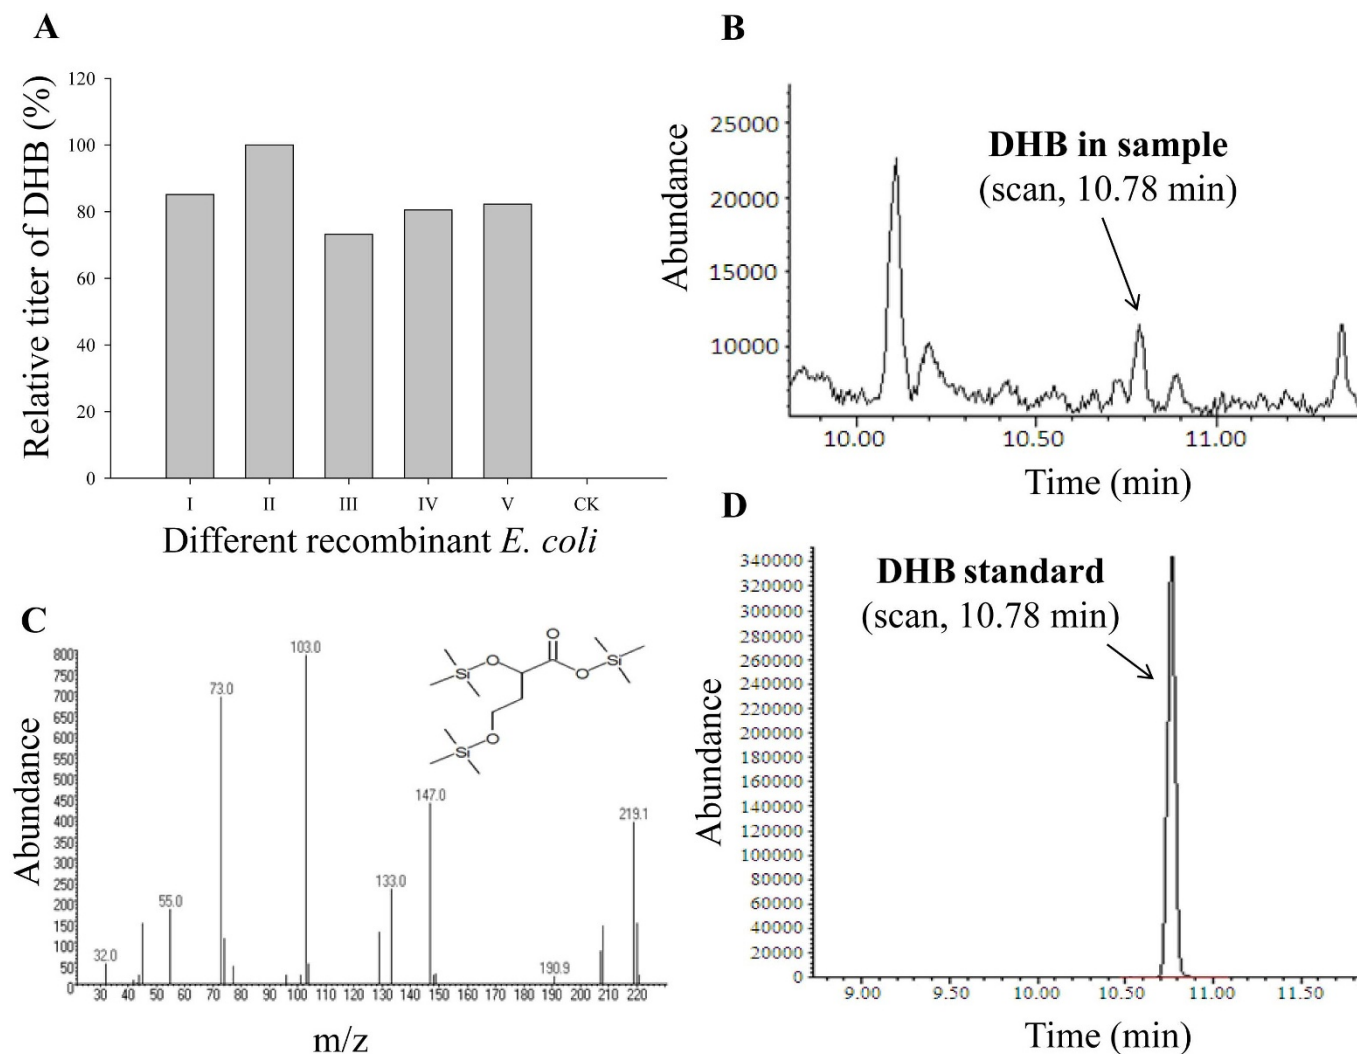 A
Relative titer of DHB (%)
120
100
80
60
40
20
0
I II III IV V CK
Different recombinant E. coli
B
Abundance
25000
20000
15000
10000
DHB in sample
(scan, 10.78 min)
10.00 10.50 11.00
Time (min)
C
Abundance
800
750
700
650
600
550
500
450
400
350
300
250
200
150
100
50
0
32.0
55.0
73.0
103.0
133.0
147.0
190.9
219.1
O
Si
O
O
Si
O
Si
30 40 50 60 70 80 90 100 110 120 130 140 150 160 170 180 190 200 210 220
m/z
D
Abundance
340000
320000
300000
280000
260000
240000
220000
200000
180000
160000
140000
120000
100000
80000
60000
40000
20000
0
DHB standard
(scan, 10.78 min)
9.00 9.50 10.00 10.50 11.00 11.50
Time (min)